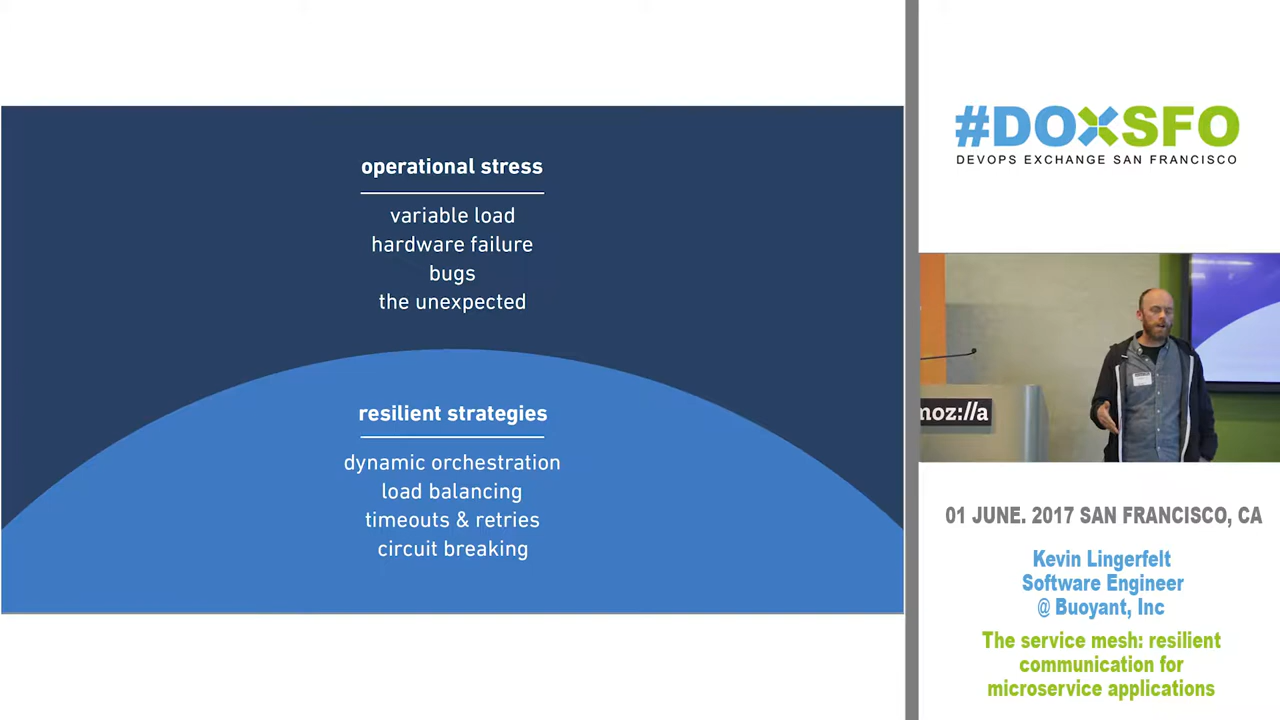 operational stress
variable load
hardware failure
bugs
the unexpected
resilient strategies
dynamic orchestration
load balancing
timeouts & retries
circuit breaking
#DOXSFO
DEVOPS EXCHANGE SAN FRANCISCO
moz://a
01 JUNE. 2017 SAN FRANCISCO, CA
Kevin Lingerfelt
Software Engineer
@ Buoyant, Inc
The service mesh: resilient
communication for
microservice applications